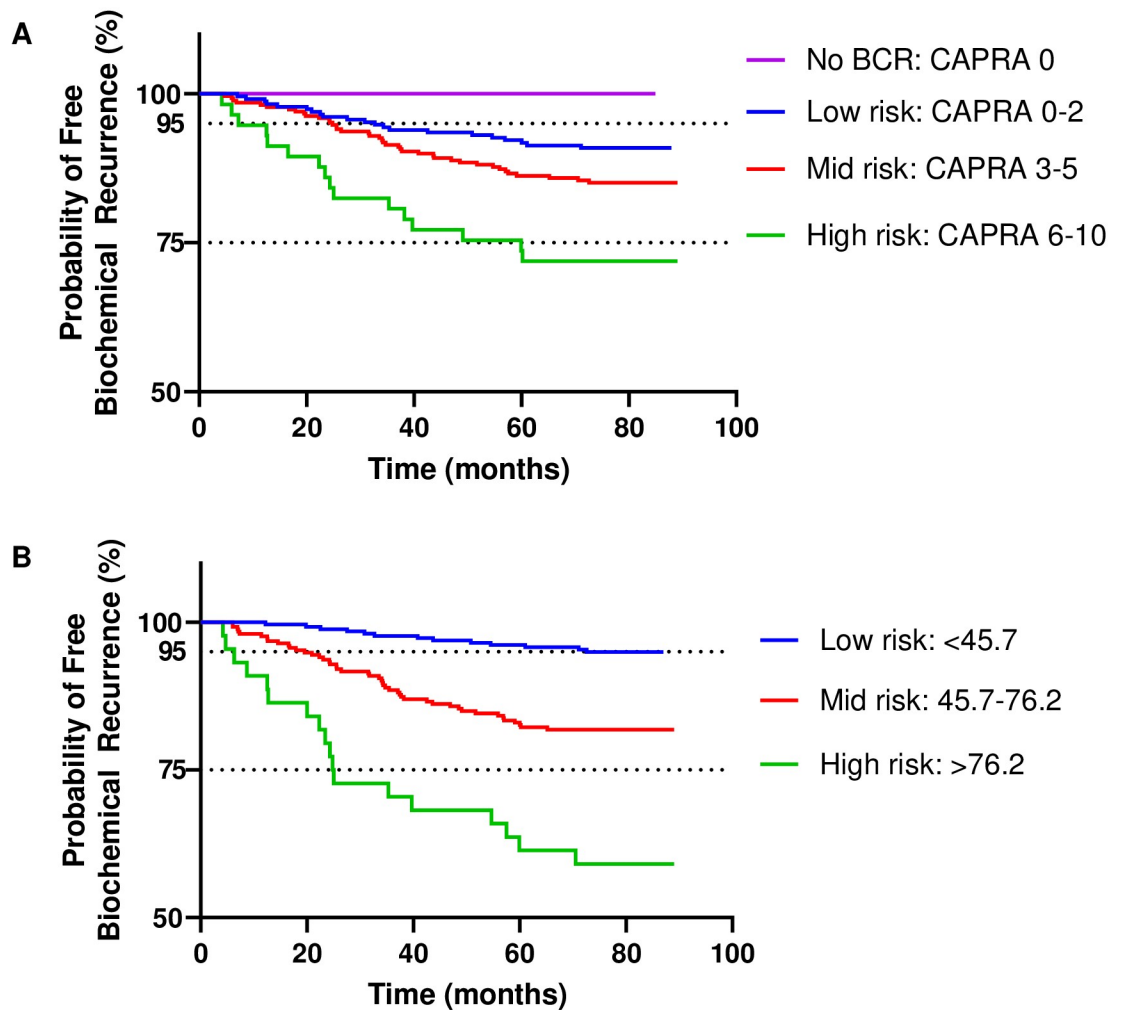 A
Probability of Free
Biochemical Recurrence (%)
100
95
75
50
0 20 40 60 80 100
Time (months)
No BCR: CAPRA 0
Low risk: CAPRA 0-2
Mid risk: CAPRA 3-5
High risk: CAPRA 6-10
B
Probability of Free
Biochemical Recurrence (%)
100
95
75
50
0 20 40 60 80 100
Time (months)
Low risk: <45.7
Mid risk: 45.7-76.2
High risk: >76.2